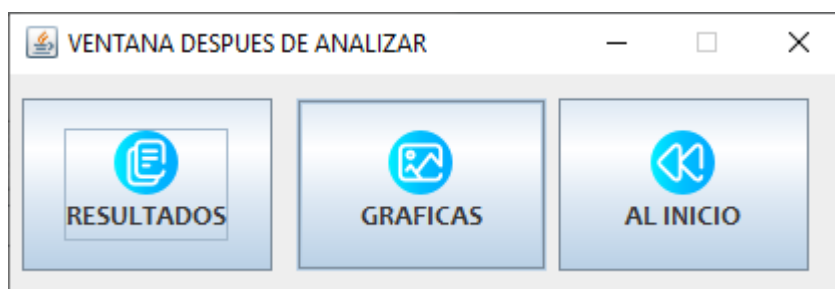 VENTANA DESPUES DE ANALIZAR
RESULTADOS
GRAFICAS
AL INICIO